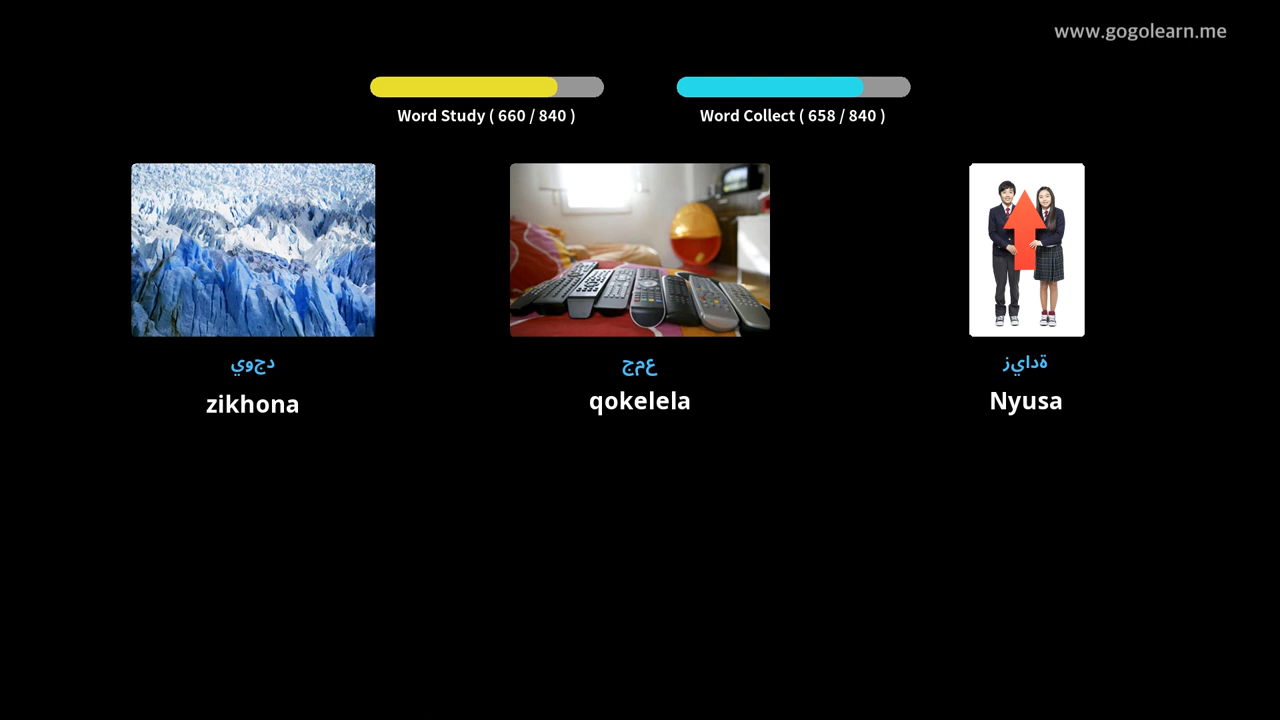 www.gogolearn.me
Word Study ( 660 / 840 )
Word Collect ( 658 / 840 )
دجوي
zikhona
عمج
qokelela
ةدايز
Nyusa